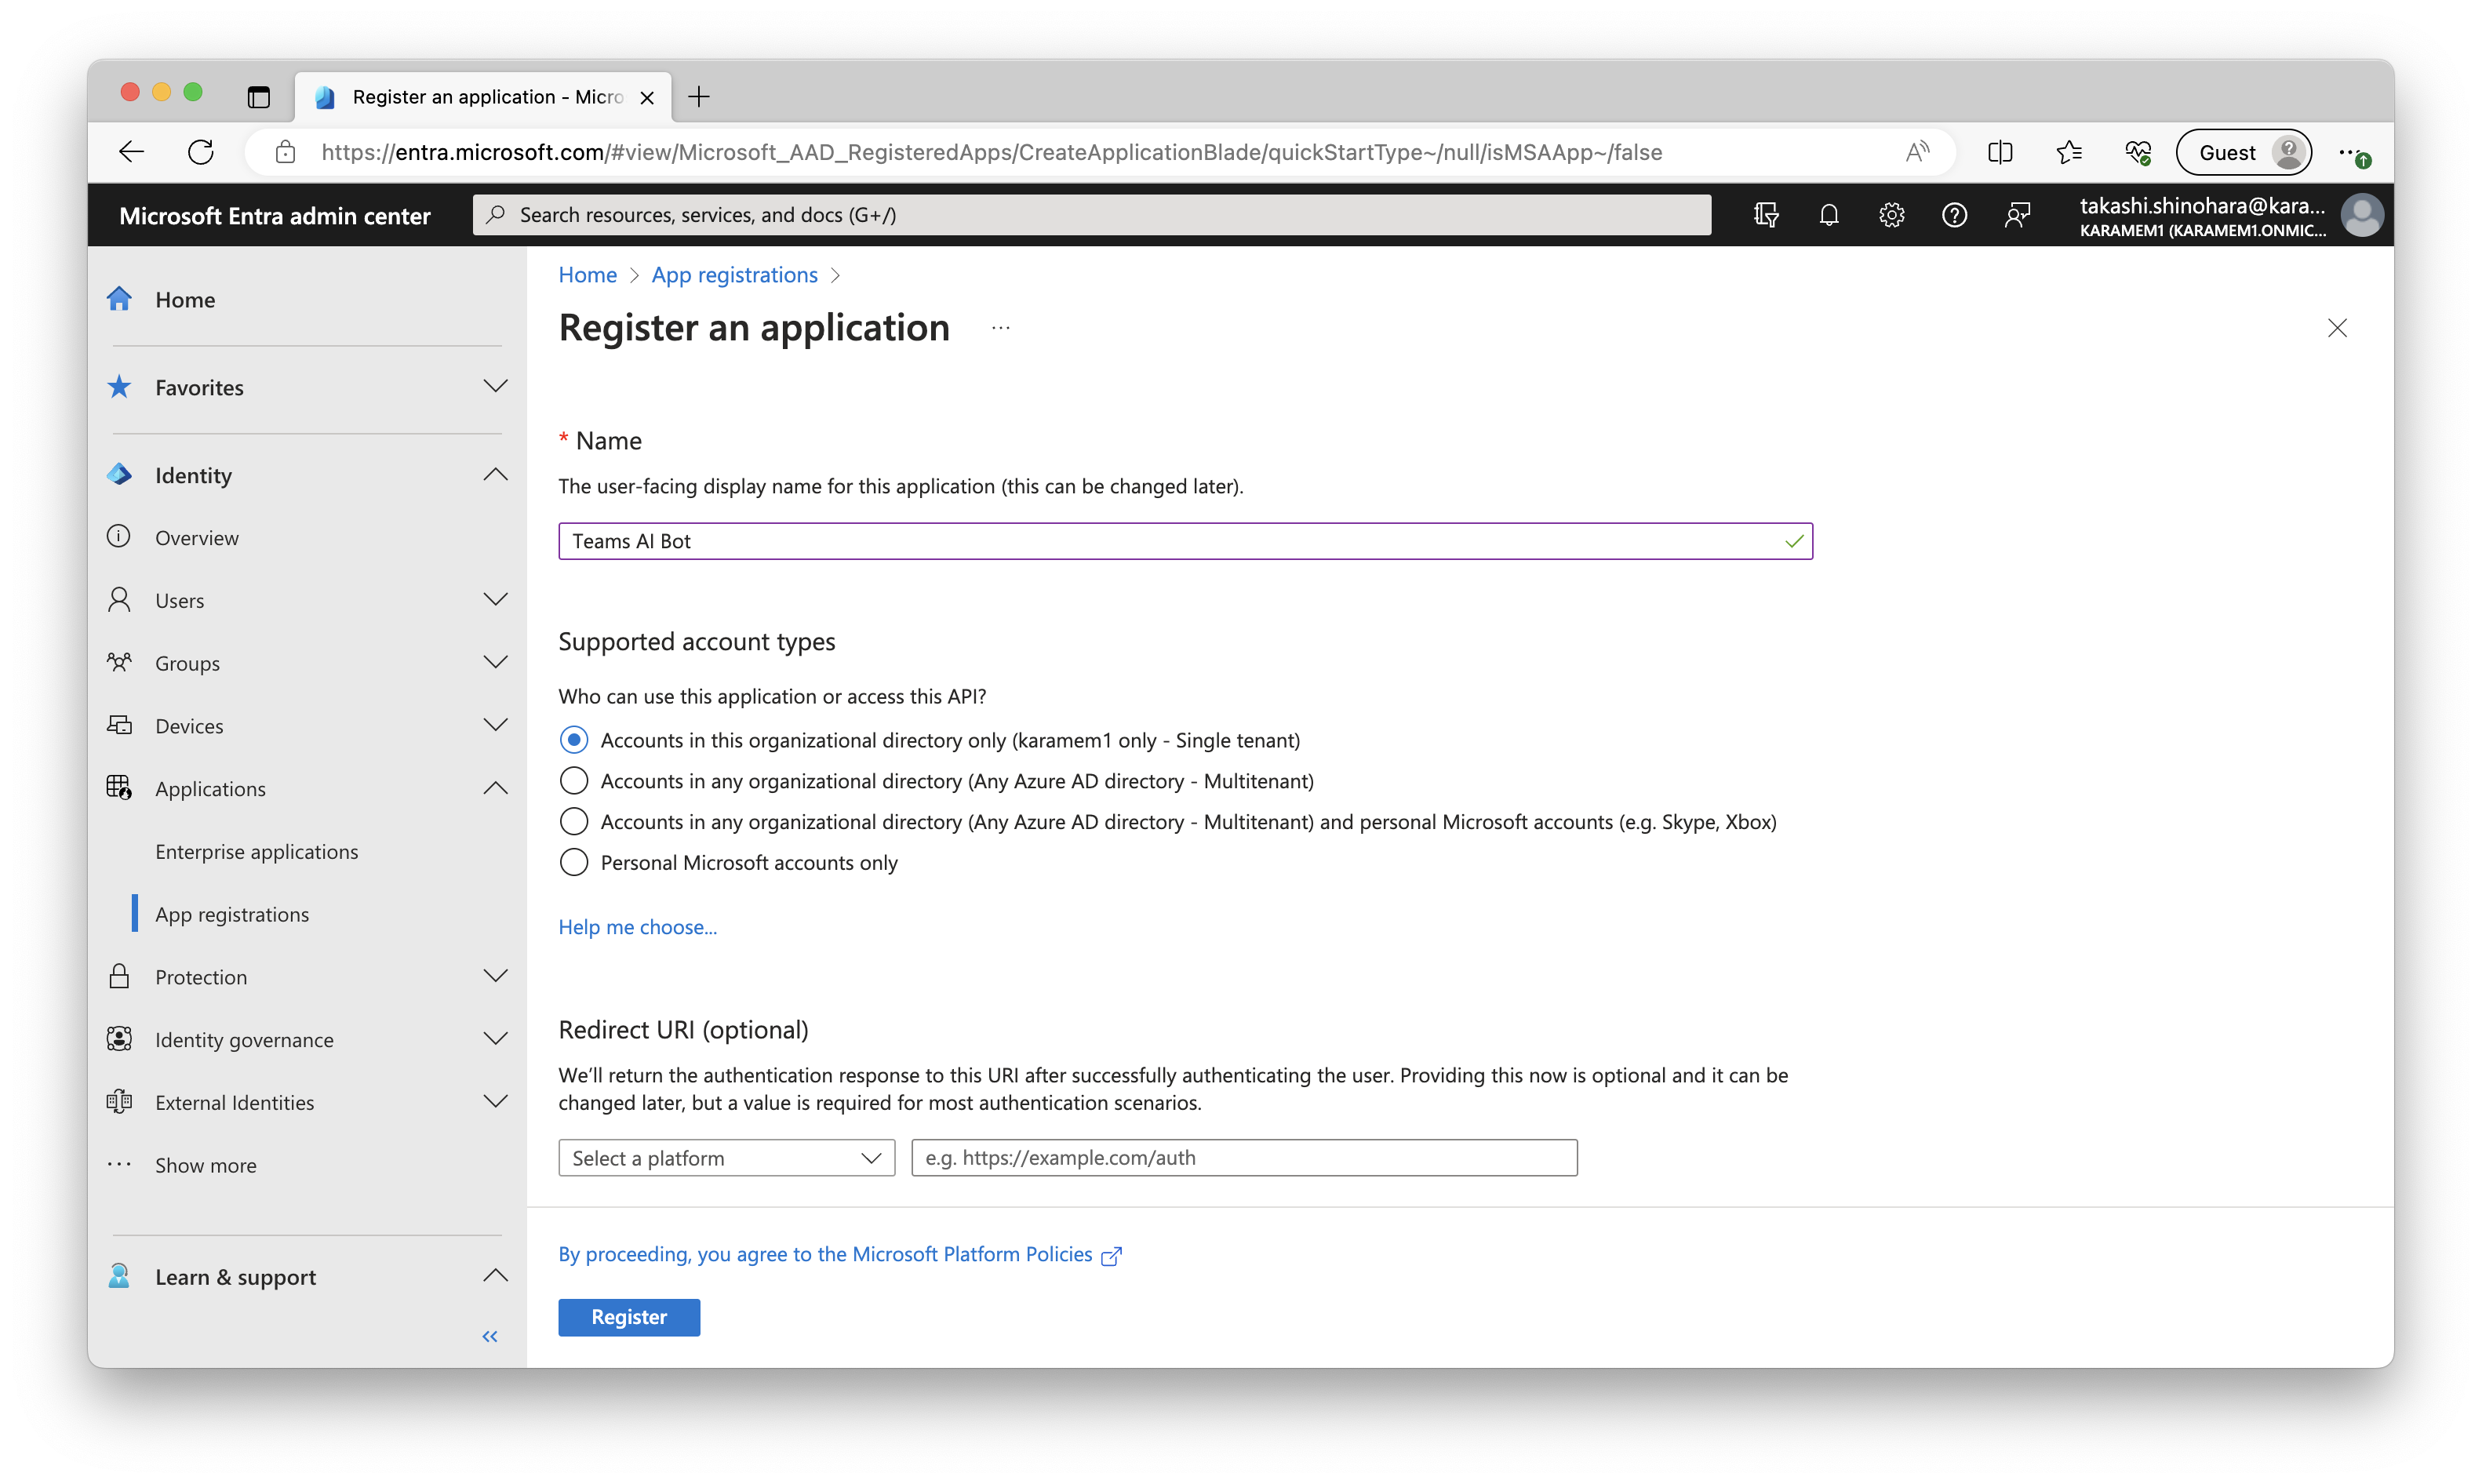 Register an application - Micro
https://entra.microsoft.com/#view/Microsoft_AAD_RegisteredApps/CreateApplicationBlade/quickStartType~/null/isMSAApp~/false
Guest
Microsoft Entra admin center
Search resources, services, and docs (G+/)
takashi.shinohara@kara...
KARAMEM1 (KARAMEM1.ONMIC...
Home
Favorites
Identity
Overview
Users
Groups
Devices
Applications
Enterprise applications
App registrations
Protection
Identity governance
External Identities
Show more
Learn & support
Home > App registrations >
Register an application ...
* Name
The user-facing display name for this application (this can be changed later).
Teams AI Bot
Supported account types
Who can use this application or access this API?
Accounts in this organizational directory only (karamem1 only - Single tenant)
Accounts in any organizational directory (Any Azure AD directory - Multitenant)
Accounts in any organizational directory (Any Azure AD directory - Multitenant) and personal Microsoft accounts (e.g. Skype, Xbox)
Personal Microsoft accounts only
Help me choose...
Redirect URI (optional)
We'll return the authentication response to this URI after successfully authenticating the user. Providing this now is optional and it can be
changed later, but a value is required for most authentication scenarios.
Select a platform
e.g. https://example.com/auth
By proceeding, you agree to the Microsoft Platform Policies
Register